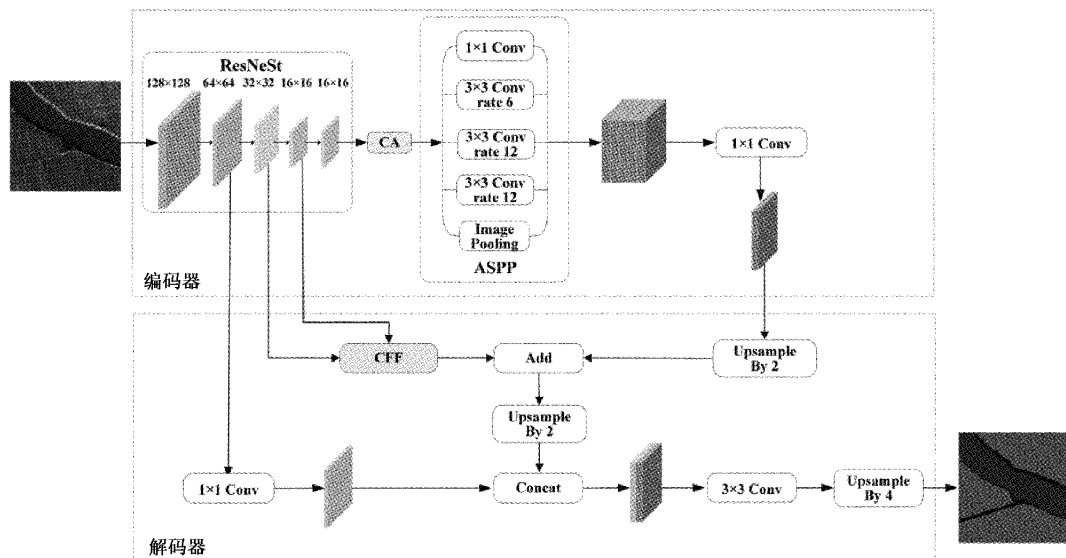 ResNeSt
128×128 64×64 32×32 16×16 16×16
CA
1×1 Conv
3×3 Conv
rate 6
3×3 Conv
rate 12
3×3 Conv
rate 12
Image
Pooling
ASPP
1×1 Conv
编码器
CFF
Add
Upsample
By 2
Upsample
By 2
1×1 Conv
Concat
3×3 Conv
Upsample
By 4
解码器